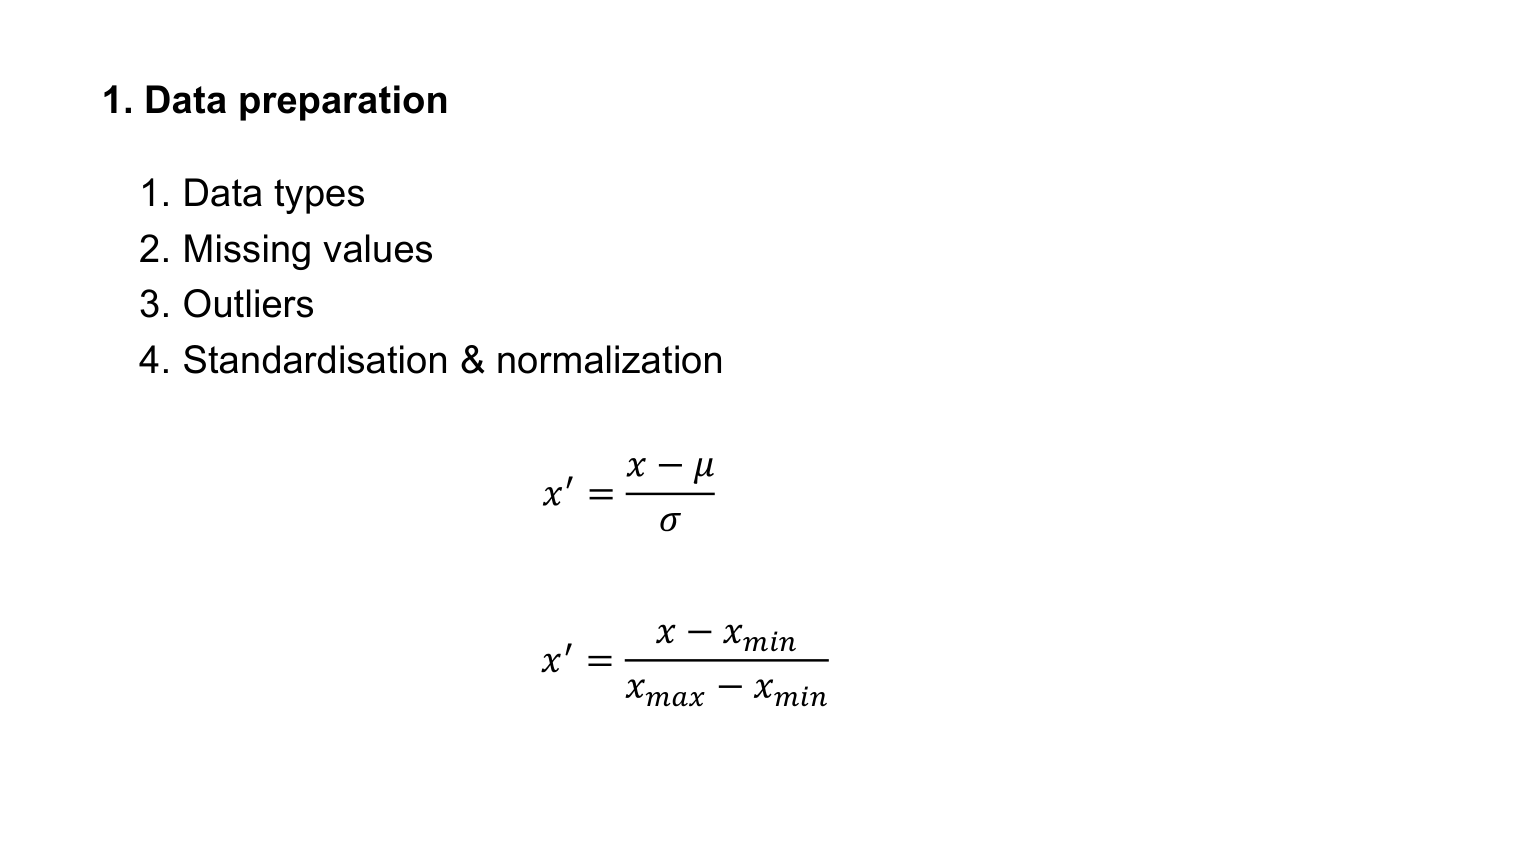 1. Data preparation
1. Data types
2. Missing values
3. Outliers
4. Standardisation & normalization
x′ = (x − μ) / σ
x′ = (x − x_min) / (x_max − x_min)